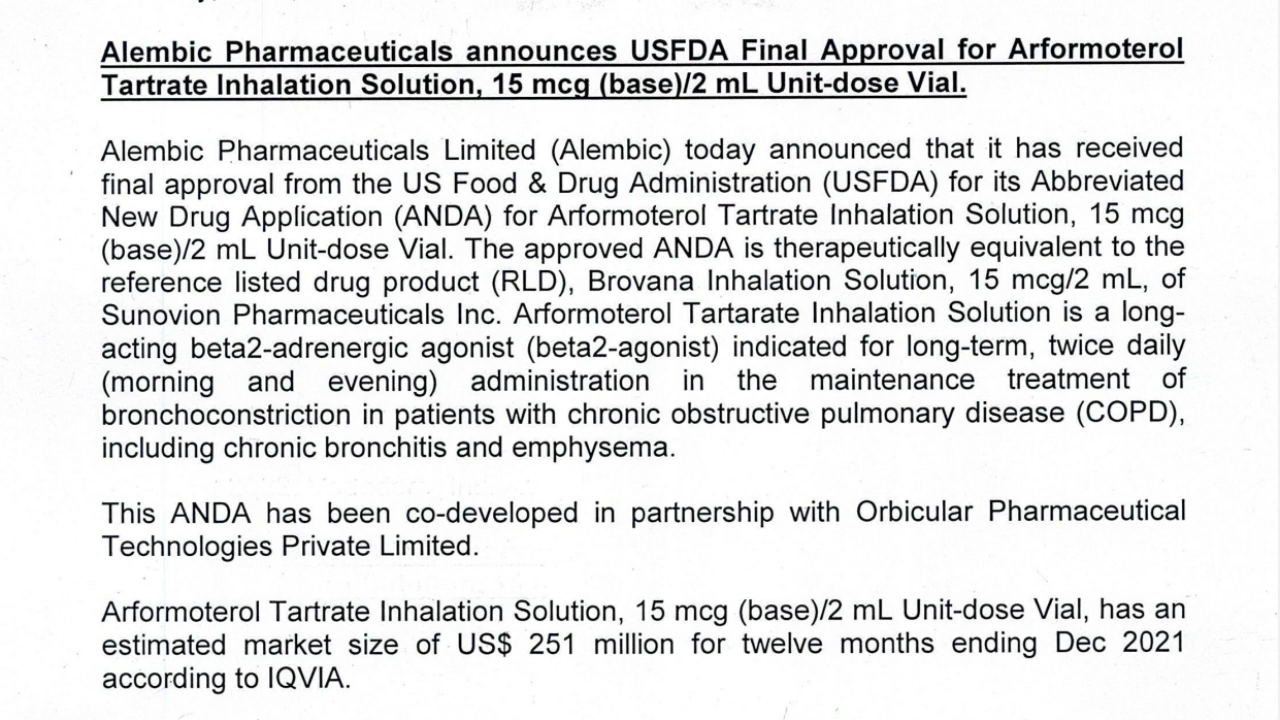 Alembic Pharmaceuticals announces USFDA Final Approval for Arformoterol
Tartrate Inhalation Solution, 15 mcg (base)/2 mL Unit-dose Vial.
Alembic Pharmaceuticals Limited (Alembic) today announced that it has received
final approval from the US Food & Drug Administration (USFDA) for its Abbreviated
New Drug Application (ANDA) for Arformoterol Tartrate Inhalation Solution, 15 mcg
(base)/2 mL Unit-dose Vial. The approved ANDA is therapeutically equivalent to the
reference listed drug product (RLD), Brovana Inhalation Solution, 15 mcg/2 mL, of
Sunovion Pharmaceuticals Inc. Arformoterol Tartarate Inhalation Solution is a long-
acting beta2-adrenergic agonist (beta2-agonist) indicated for long-term, twice daily
(morning and evening) administration in the maintenance treatment of
bronchoconstriction in patients with chronic obstructive pulmonary disease (COPD),
including chronic bronchitis and emphysema.
This ANDA has been co-developed in partnership with Orbicular Pharmaceutical
Technologies Private Limited.
Arformoterol Tartrate Inhalation Solution, 15 mcg (base)/2 mL Unit-dose Vial, has an
estimated market size of US$ 251 million for twelve months ending Dec 2021
according to IQVIA.